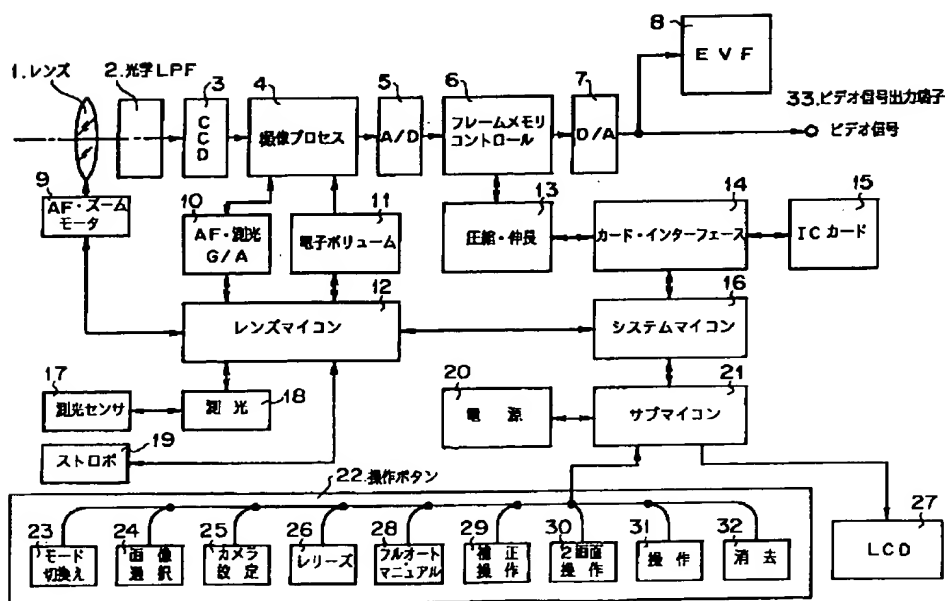 8
EVF
1.レンズ
2.光学LPF
3
CCD
4
撮像プロセス
5
A/D
6
フレームメモリ
コントロール
7
D/A
33.ビデオ信号出力端子
ビデオ信号
9
AF・ズーム
モータ
10
AF・測光
G/A
11
電子ボリューム
13
圧縮・伸長
14
カード・インターフェース
15
ICカード
12
レンズマイコン
16
システムマイコン
17
測光センサ
18
測光
19
ストロボ
20
電源
21
サブマイコン
22.操作ボタン
23
モード
切換え
24
画像
選択
25
カメラ
設定
26
レリーズ
28
フルオート・
マニュアル
29
補正
操作
30
2画面
操作
31
操作
32
消去
27
LCD